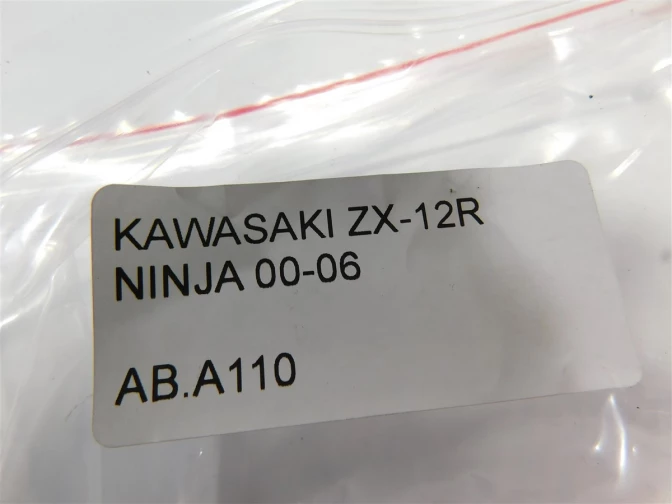 KAWASAKI ZX-12R
NINJA 00-06
AB.A110